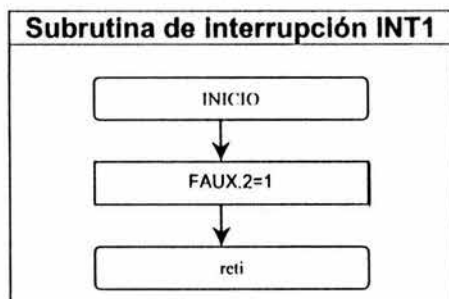 Subrutina de interrupción INT1
INICIO
FAUX.2=1
reti